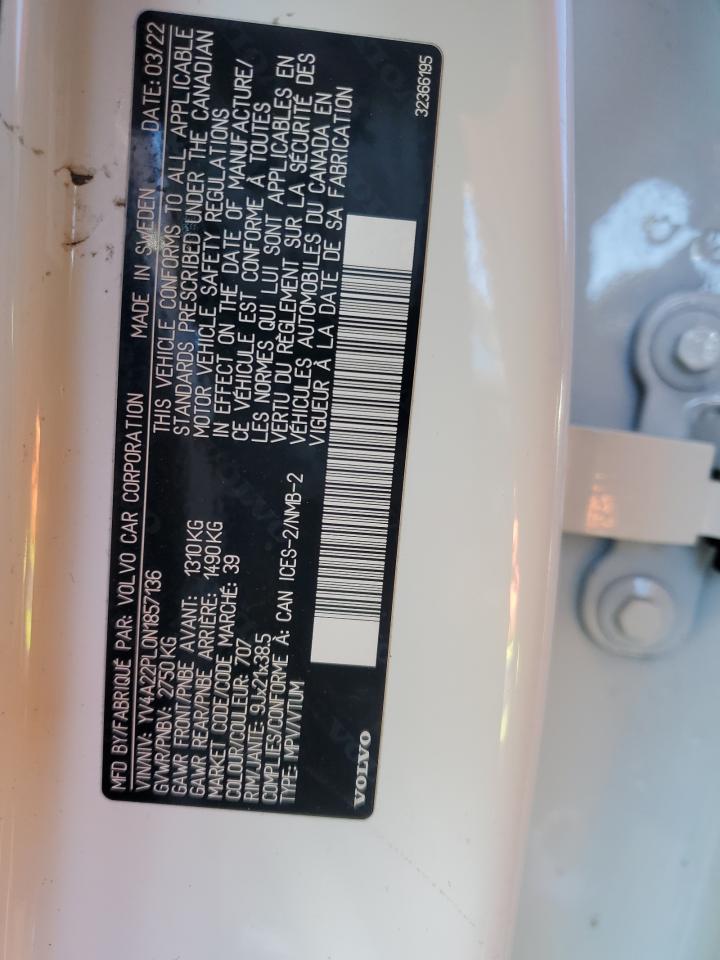 MFD BY/FABRIQUÉ PAR: VOLVO CAR CORPORATION MADE IN SWEDEN DATE: 03/22
VIN/NIV: YV4A22PL0N1857136
GVWR/PNBV: 2750 KG
GAWR FRONT/PNBE AVANT: 1310 KG
GAWR REAR/PNBE ARRIÈRE: 1490 KG
MARKET CODE/CODE MARCHÉ: 39
COLOUR/COULEUR: 707
RIM/JANTE: 9Jx21x38.5
COMPLIES/CONFORME À: CAN ICES-2/NMB-2
TYPE: MPV/VTUM
THIS VEHICLE CONFORMS TO ALL APPLICABLE
STANDARDS PRESCRIBED UNDER THE CANADIAN
MOTOR VEHICLE SAFETY REGULATIONS
IN EFFECT ON THE DATE OF MANUFACTURE/
CE VÉHICULE EST CONFORME À TOUTES
LES NORMES QUI LUI SONT APPLICABLES EN
VERTU DU RÈGLEMENT SUR LA SÉCURITÉ DES
VÉHICULES AUTOMOBILES DU CANADA EN
VIGUEUR À LA DATE DE SA FABRICATION
VOLVO
32366195